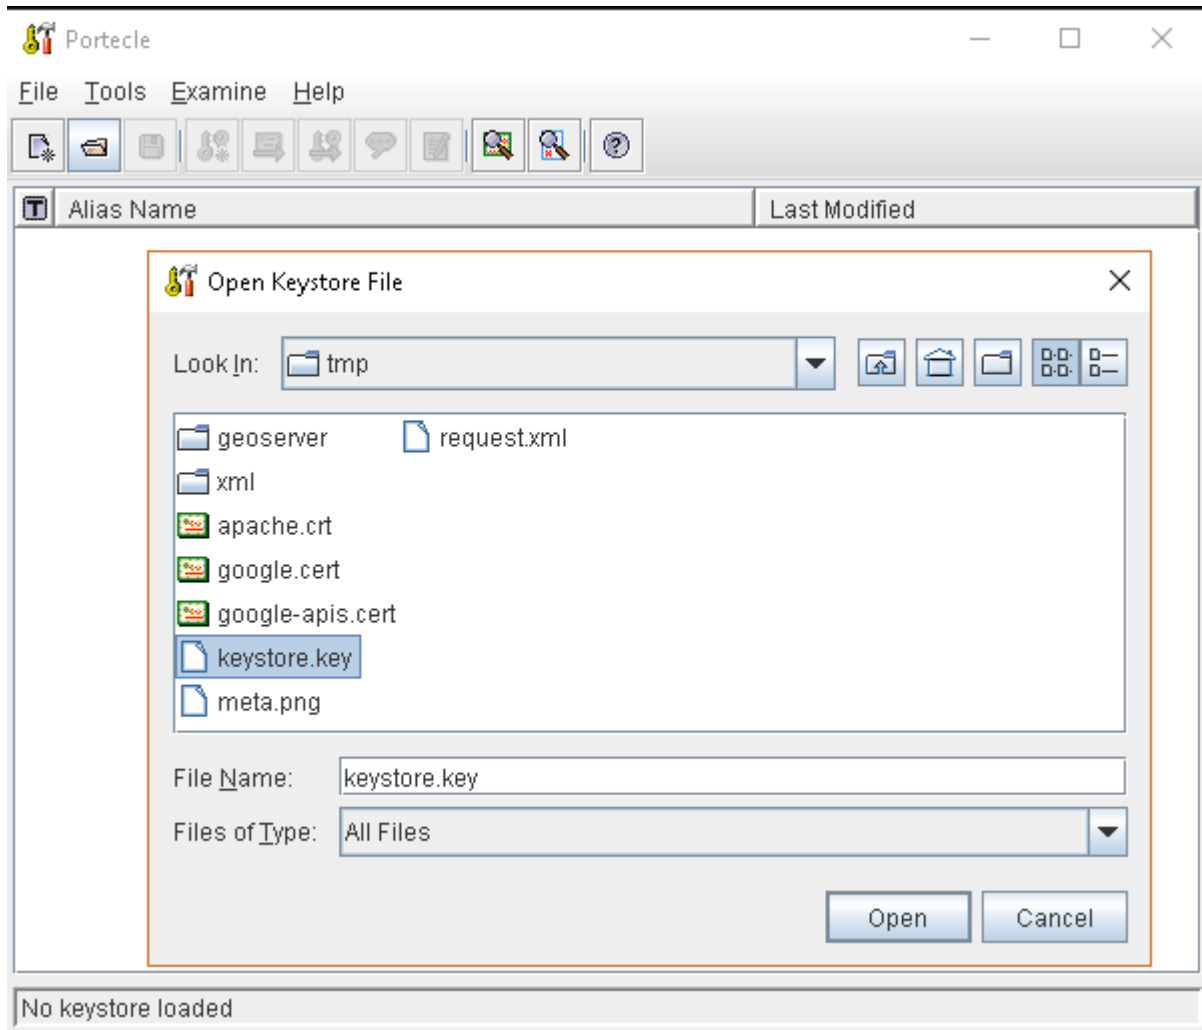 Portecle
File Tools Examine Help
T Alias Name Last Modified
Open Keystore File
Look In: tmp
geoserver request.xml
xml
apache.crt
google.cert
google-apis.cert
keystore.key
meta.png
File Name: keystore.key
Files of Type: All Files
Open Cancel
No keystore loaded